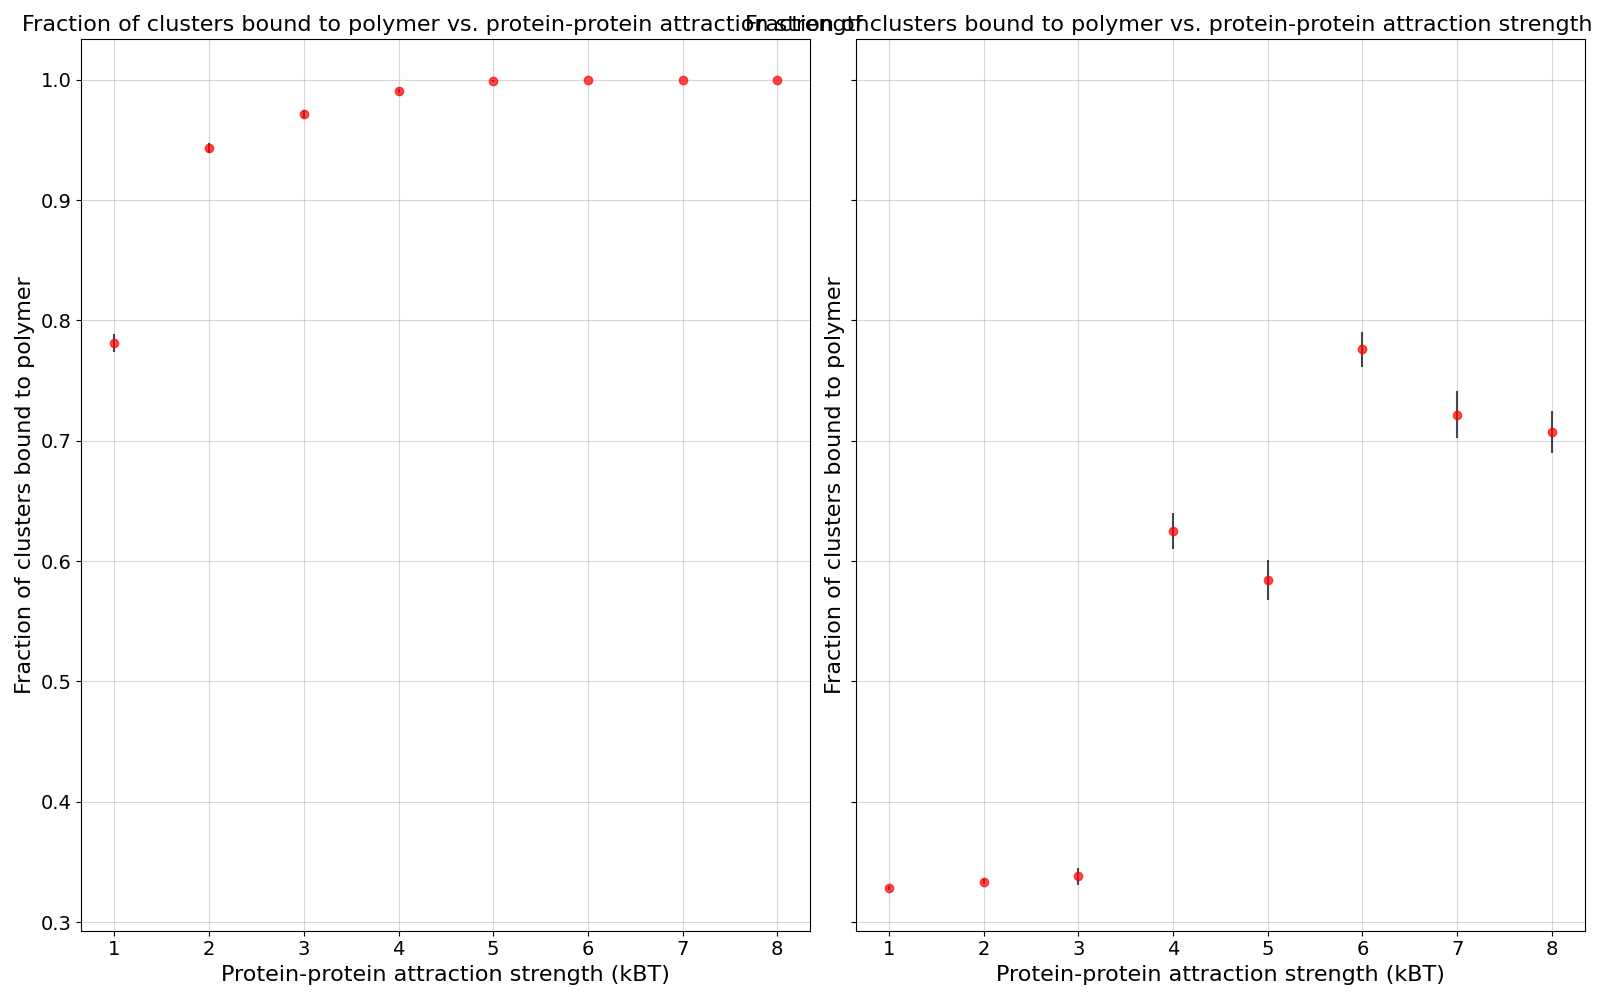 Fraction of clusters bound to polymer vs. protein-protein attraction strength
Fraction of clusters bound to polymer vs. protein-protein attraction strength
Fraction of clusters bound to polymer
1.0
0.9
0.8
0.7
0.6
0.5
0.4
0.3
1 2 3 4 5 6 7 8
Protein-protein attraction strength (kBT)
Fraction of clusters bound to polymer
1 2 3 4 5 6 7 8
Protein-protein attraction strength (kBT)